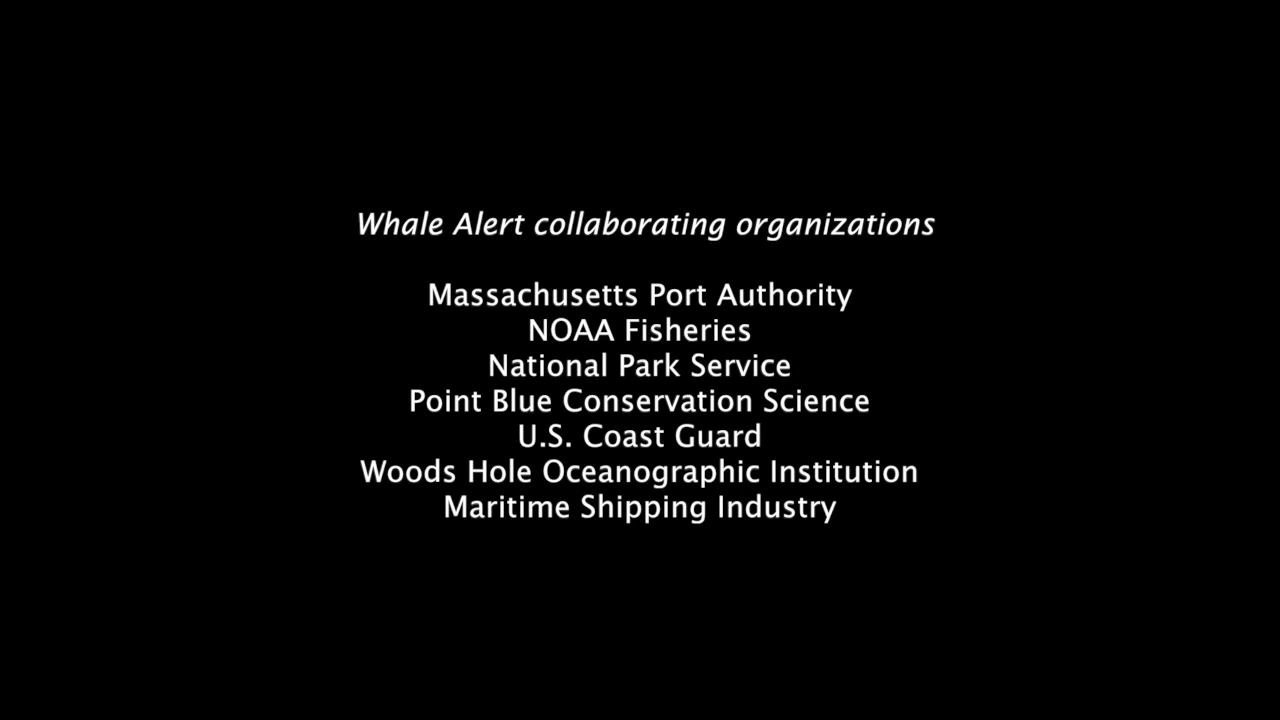 Whale Alert collaborating organizations
Massachusetts Port Authority
NOAA Fisheries
National Park Service
Point Blue Conservation Science
U.S. Coast Guard
Woods Hole Oceanographic Institution
Maritime Shipping Industry